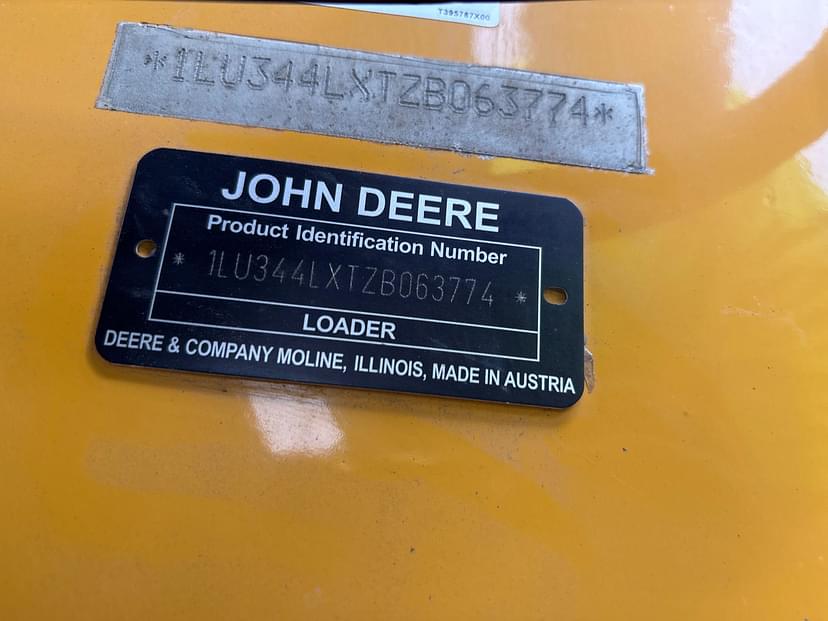 T395787X00
*1LU344LXTZB063774*
JOHN DEERE
Product Identification Number
* 1LU344LXTZB063774 *
LOADER
DEERE & COMPANY MOLINE, ILLINOIS, MADE IN AUSTRIA